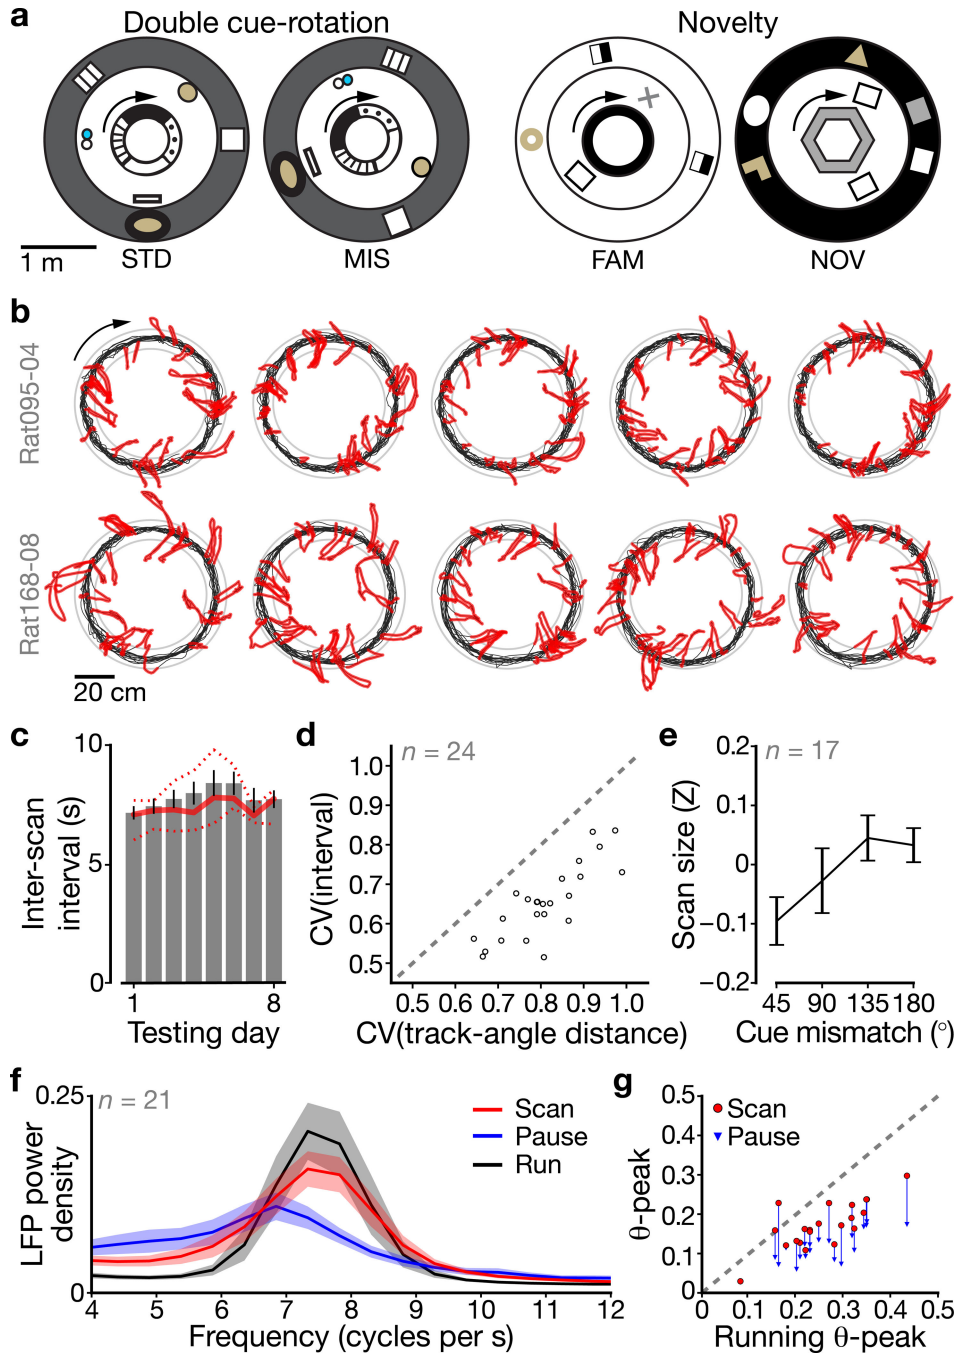 a
Double cue-rotation
Novelty
1 m
STD
MIS
FAM
NOV
b
Rat095-04
Rat168-08
20 cm
c
10
5
0
Inter-scan
interval (s)
1
8
Testing day
d
n = 24
1.0
0.9
0.8
0.7
0.6
0.5
CV(interval)
0.5 0.6 0.7 0.8 0.9 1.0
CV(track-angle distance)
e
n = 17
0.2
0.1
0
−0.1
−0.2
Scan size (Z)
45 90 135 180
Cue mismatch (°)
f
0.25
0
n = 21
LFP power
density
Scan
Pause
Run
4 5 6 7 8 9 10 11 12
Frequency (cycles per s)
g
0.5
0.4
0.3
0.2
0.1
0
θ-peak
Scan
Pause
0 0.1 0.2 0.3 0.4 0.5
Running θ-peak